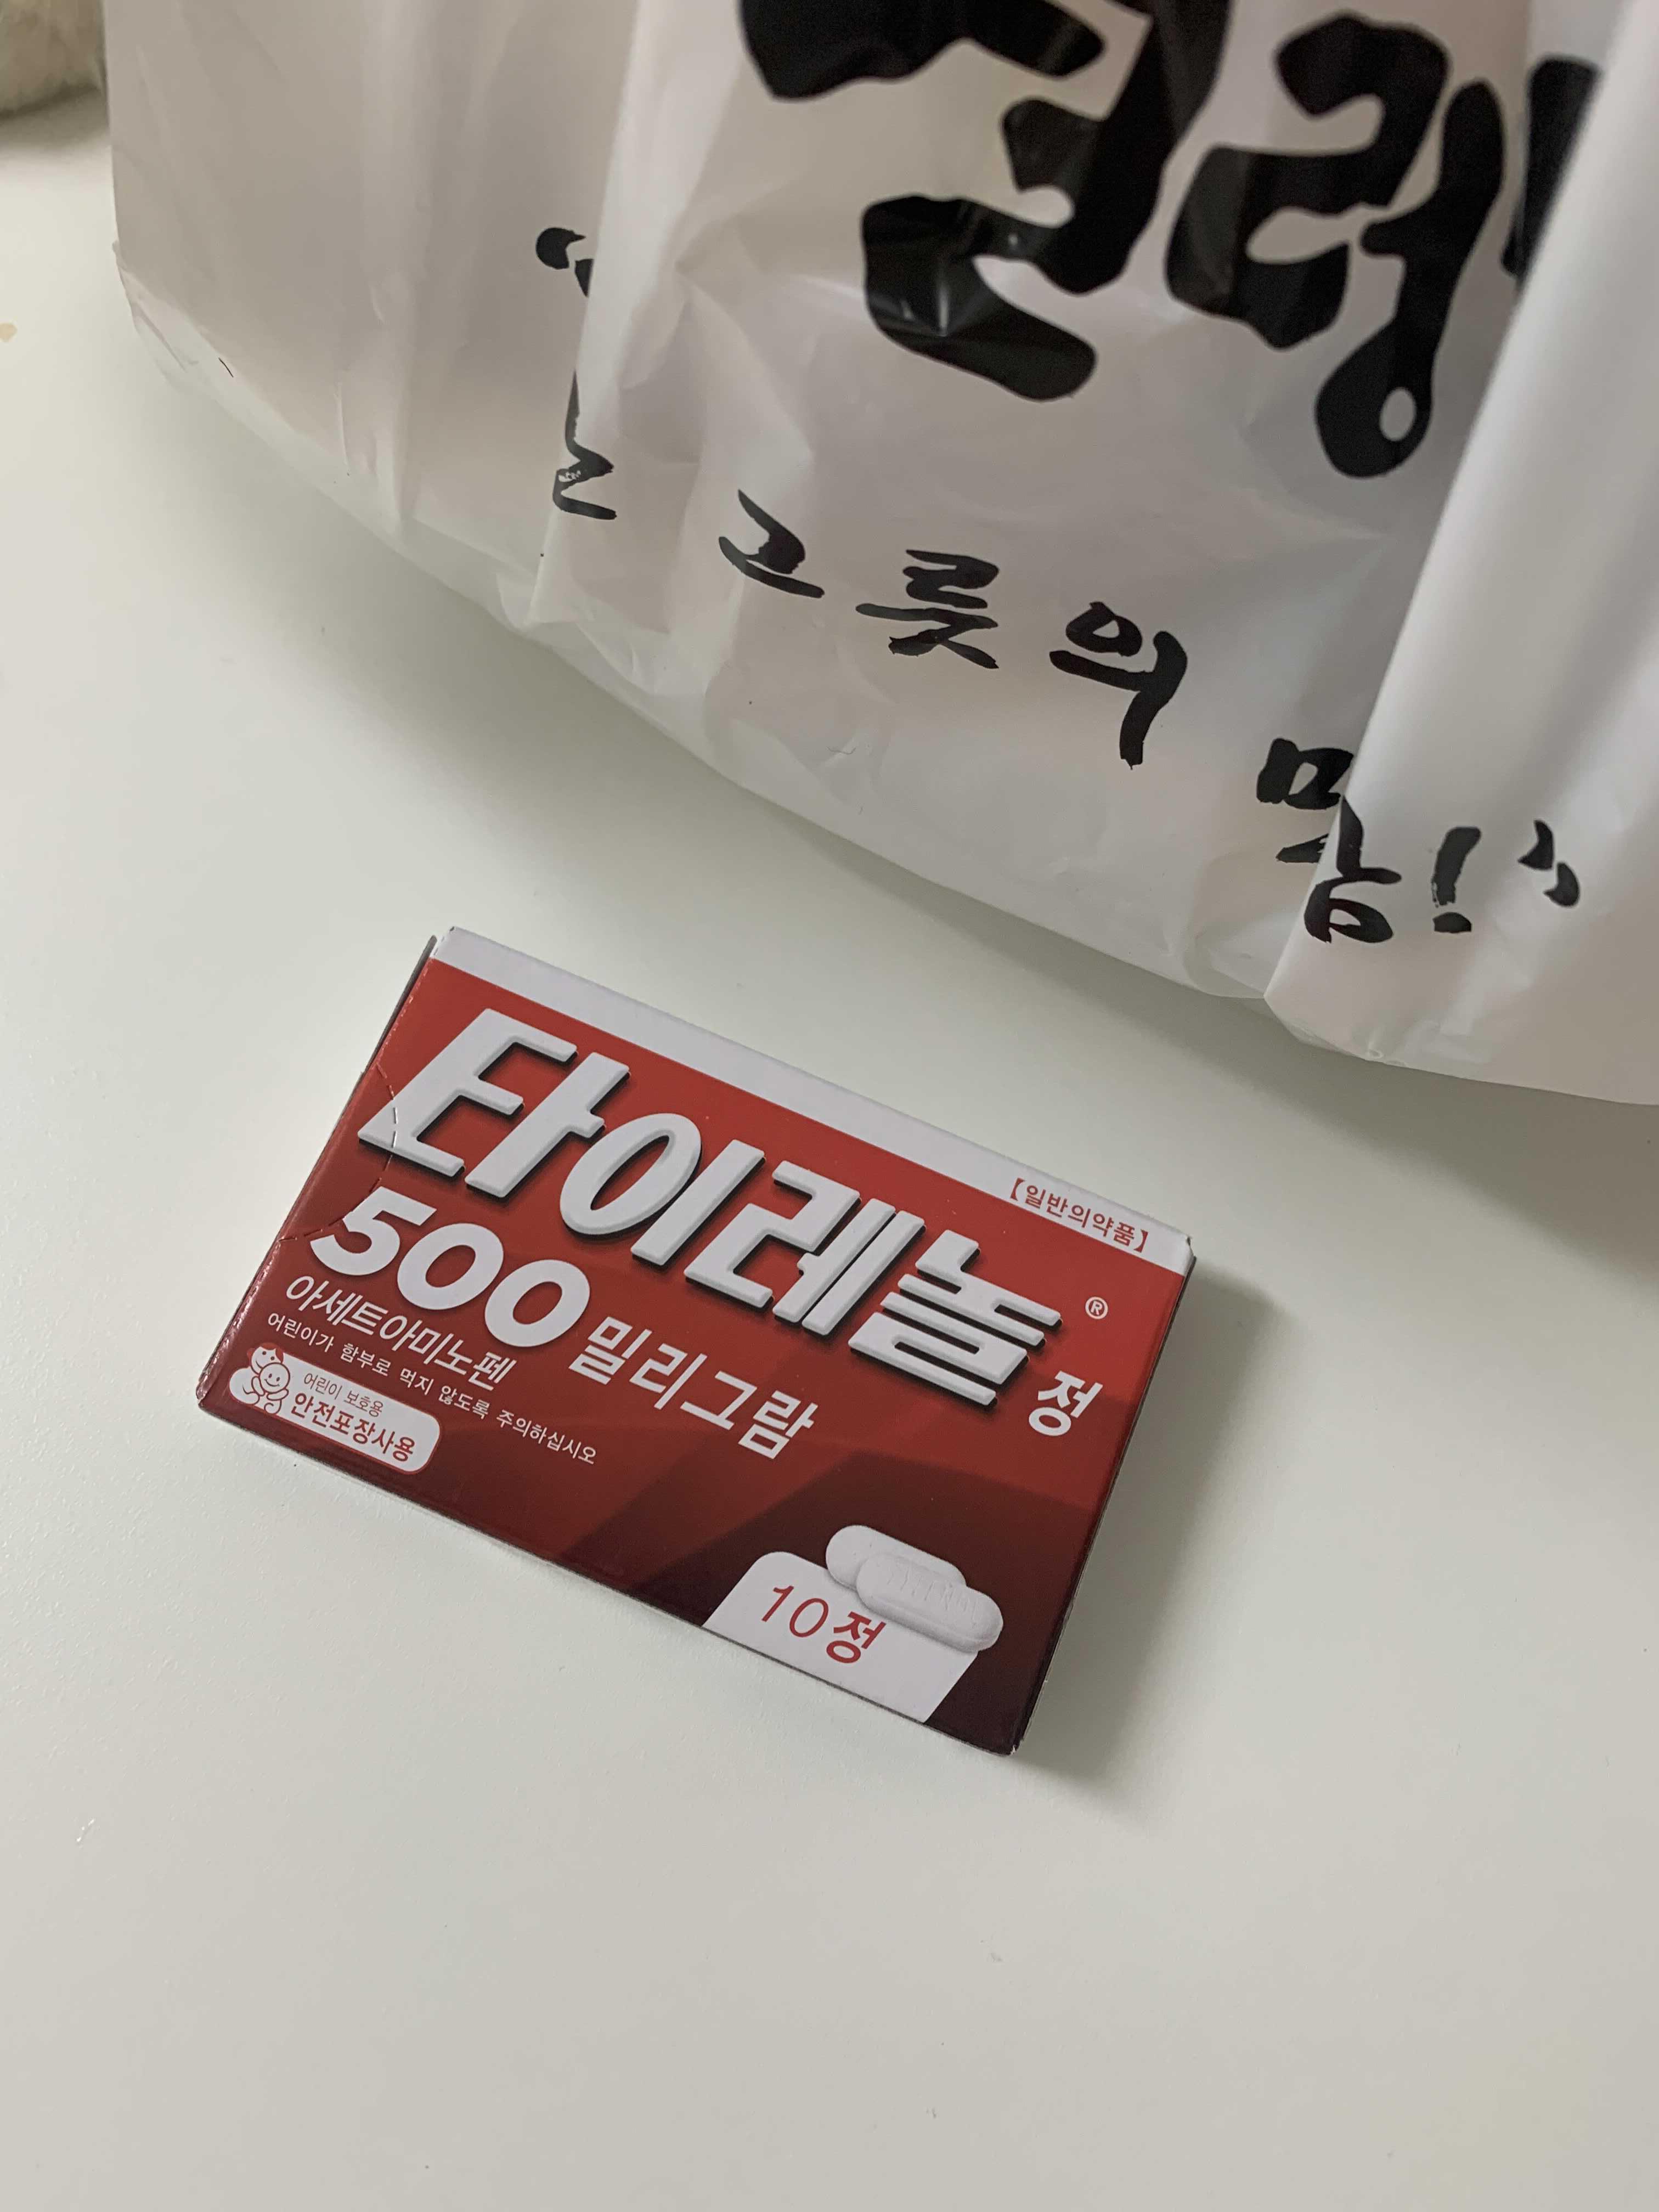 그릇의
【일반의약품】
타이레놀® 정
500 밀리그람
아세트아미노펜
어린이가 함부로 먹지 않도록 주의하십시오
어린이 보호용
안전포장사용
10정